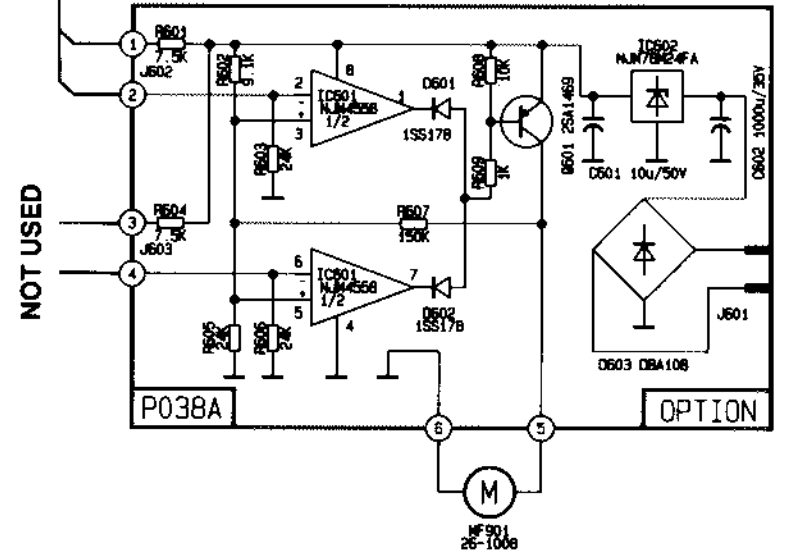 NOT USED
1
R601
7.5K
J602
2
3
R604
7.5K
J603
4
R602
9.1K
R603
24K
2
-
+
3
8
IC601
NJM4558
1/2
1
D601
1SS178
R608
10K
R609
1K
Q601 2SA1469
IC602
NJM78M24FA
C601 10u/50V
C602 1000u/35V
R607
150K
6
-
+
5
IC601
NJM4558
1/2
7
4
D602
1SS178
R605
24K
R606
24K
D603 DBA10B
J601
P038A
OPTION
6
5
M
MF901
26-1008